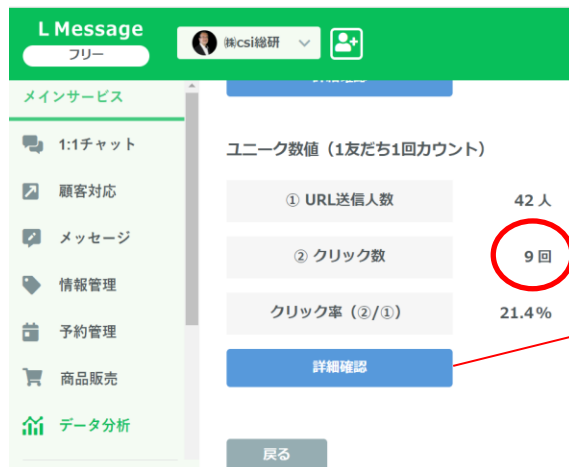 L Message
フリー
㈱csi総研
メインサービス
1:1チャット
顧客対応
メッセージ
情報管理
予約管理
商品販売
データ分析
詳細確認
ユニーク数値（1友だち1回カウント）
① URL送信人数 42 人
② クリック数 9 回
クリック率（②/①） 21.4%
詳細確認
戻る